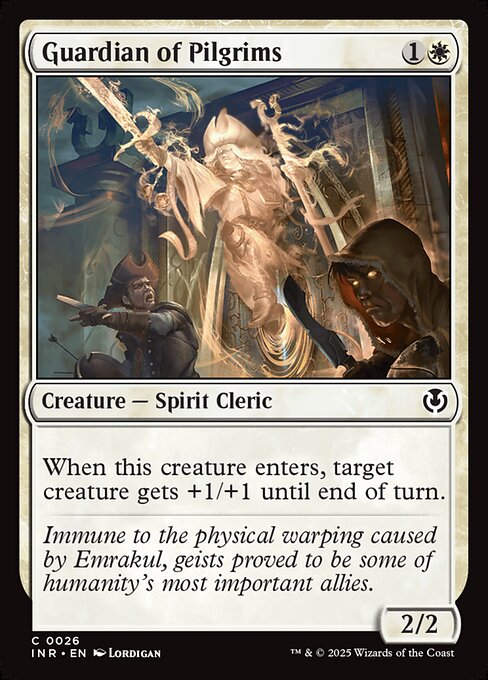 Guardian of Pilgrims 1
Creature — Spirit Cleric
When this creature enters, target
creature gets +1/+1 until end of turn.
Immune to the physical warping caused
by Emrakul, geists proved to be some of
humanity's most important allies.
2/2
C 0026
INR • EN LORDIGAN
™ & © 2025 Wizards of the Coast